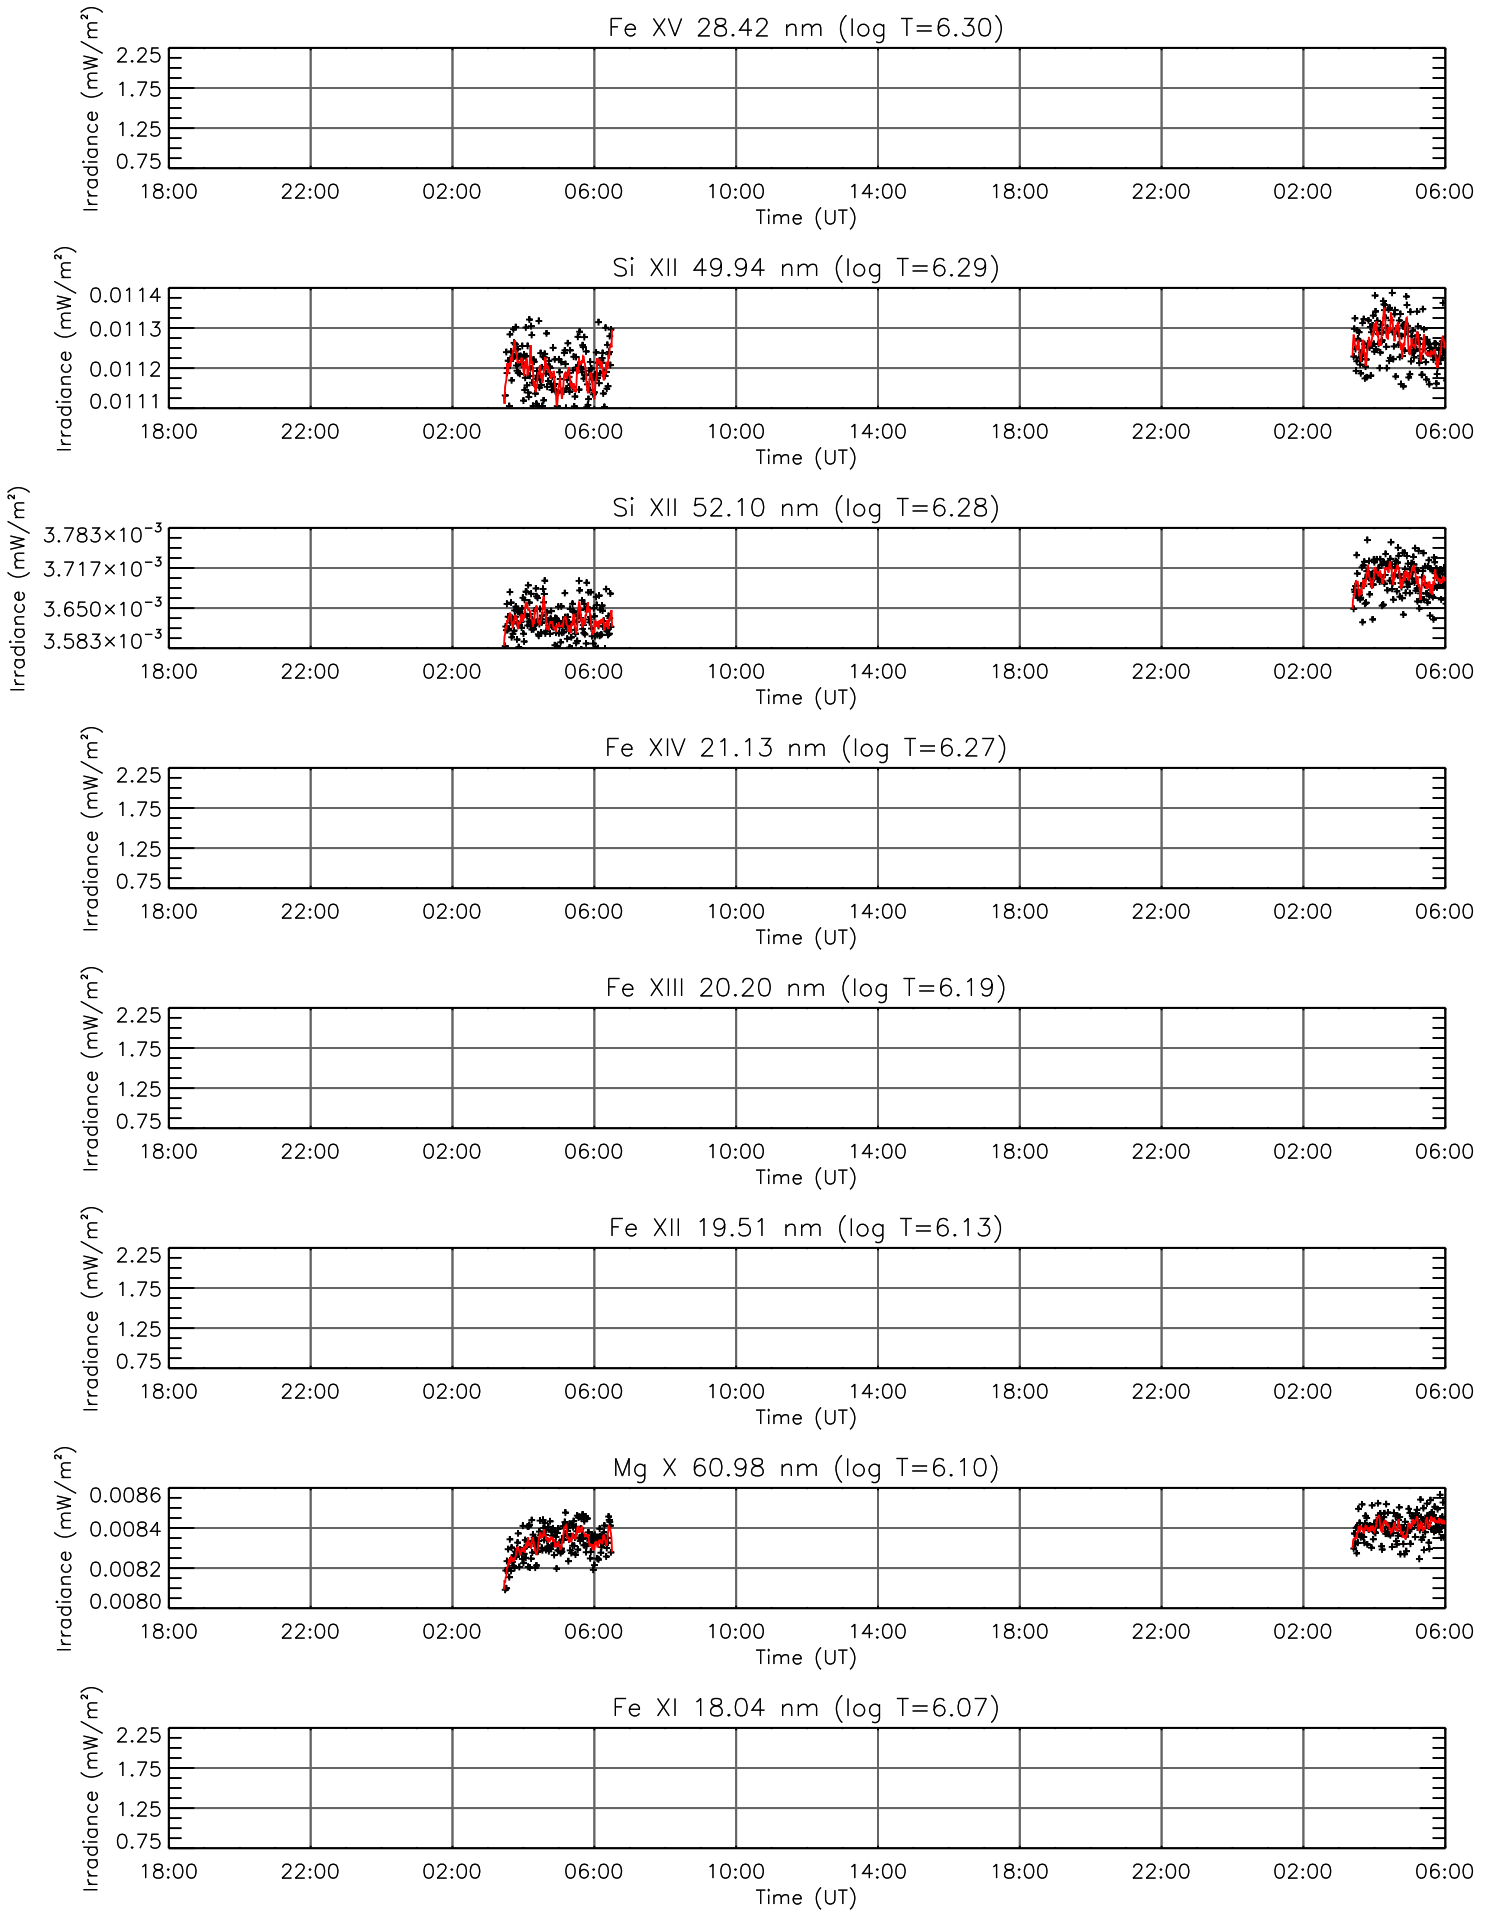 Fe XV 28.42 nm (log T=6.30)
Irradiance (mW/m²)
2.25
1.75
1.25
0.75
18:00 22:00 02:00 06:00 10:00 14:00 18:00 22:00 02:00 06:00
Time (UT)
Si XII 49.94 nm (log T=6.29)
Irradiance (mW/m²)
0.0114
0.0113
0.0112
0.0111
18:00 22:00 02:00 06:00 10:00 14:00 18:00 22:00 02:00 06:00
Time (UT)
Si XII 52.10 nm (log T=6.28)
Irradiance (mW/m²)
3.783×10⁻³
3.717×10⁻³
3.650×10⁻³
3.583×10⁻³
18:00 22:00 02:00 06:00 10:00 14:00 18:00 22:00 02:00 06:00
Time (UT)
Fe XIV 21.13 nm (log T=6.27)
Irradiance (mW/m²)
2.25
1.75
1.25
0.75
18:00 22:00 02:00 06:00 10:00 14:00 18:00 22:00 02:00 06:00
Time (UT)
Fe XIII 20.20 nm (log T=6.19)
Irradiance (mW/m²)
2.25
1.75
1.25
0.75
18:00 22:00 02:00 06:00 10:00 14:00 18:00 22:00 02:00 06:00
Time (UT)
Fe XII 19.51 nm (log T=6.13)
Irradiance (mW/m²)
2.25
1.75
1.25
0.75
18:00 22:00 02:00 06:00 10:00 14:00 18:00 22:00 02:00 06:00
Time (UT)
Mg X 60.98 nm (log T=6.10)
Irradiance (mW/m²)
0.0086
0.0084
0.0082
0.0080
18:00 22:00 02:00 06:00 10:00 14:00 18:00 22:00 02:00 06:00
Time (UT)
Fe XI 18.04 nm (log T=6.07)
Irradiance (mW/m²)
2.25
1.75
1.25
0.75
18:00 22:00 02:00 06:00 10:00 14:00 18:00 22:00 02:00 06:00
Time (UT)